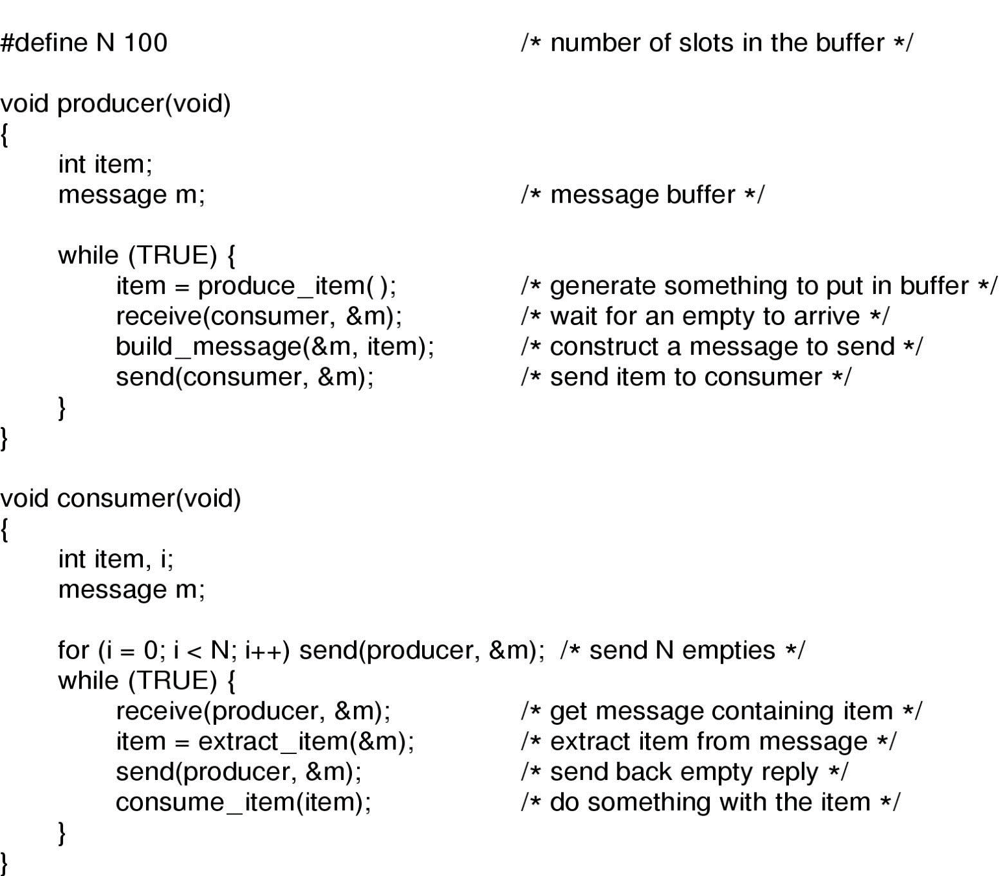 #define N 100 /* number of slots in the buffer */
void producer(void)
{
int item;
message m; /* message buffer */
while (TRUE) {
item = produce_item( ); /* generate something to put in buffer */
receive(consumer, &m); /* wait for an empty to arrive */
build_message(&m, item); /* construct a message to send */
send(consumer, &m); /* send item to consumer */
}
}
void consumer(void)
{
int item, i;
message m;
for (i = 0; i < N; i++) send(producer, &m); /* send N empties */
while (TRUE) {
receive(producer, &m); /* get message containing item */
item = extract_item(&m); /* extract item from message */
send(producer, &m); /* send back empty reply */
consume_item(item); /* do something with the item */
}
}